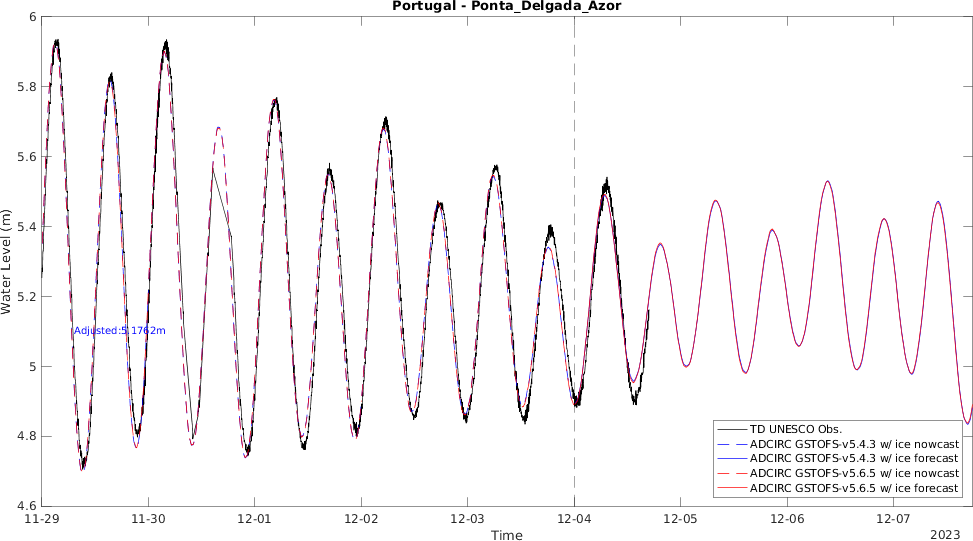 Portugal - Ponta_Delgada_Azor
6
5.8
5.6
5.4
5.2
5
4.8
4.6
Water Level (m)
Adjusted:5.1762m
TD UNESCO Obs.
ADCIRC GSTOFS-v5.4.3 w/ ice nowcast
ADCIRC GSTOFS-v5.4.3 w/ ice forecast
ADCIRC GSTOFS-v5.6.5 w/ ice nowcast
ADCIRC GSTOFS-v5.6.5 w/ ice forecast
11-29 11-30 12-01 12-02 12-03 12-04 12-05 12-06 12-07
Time
2023